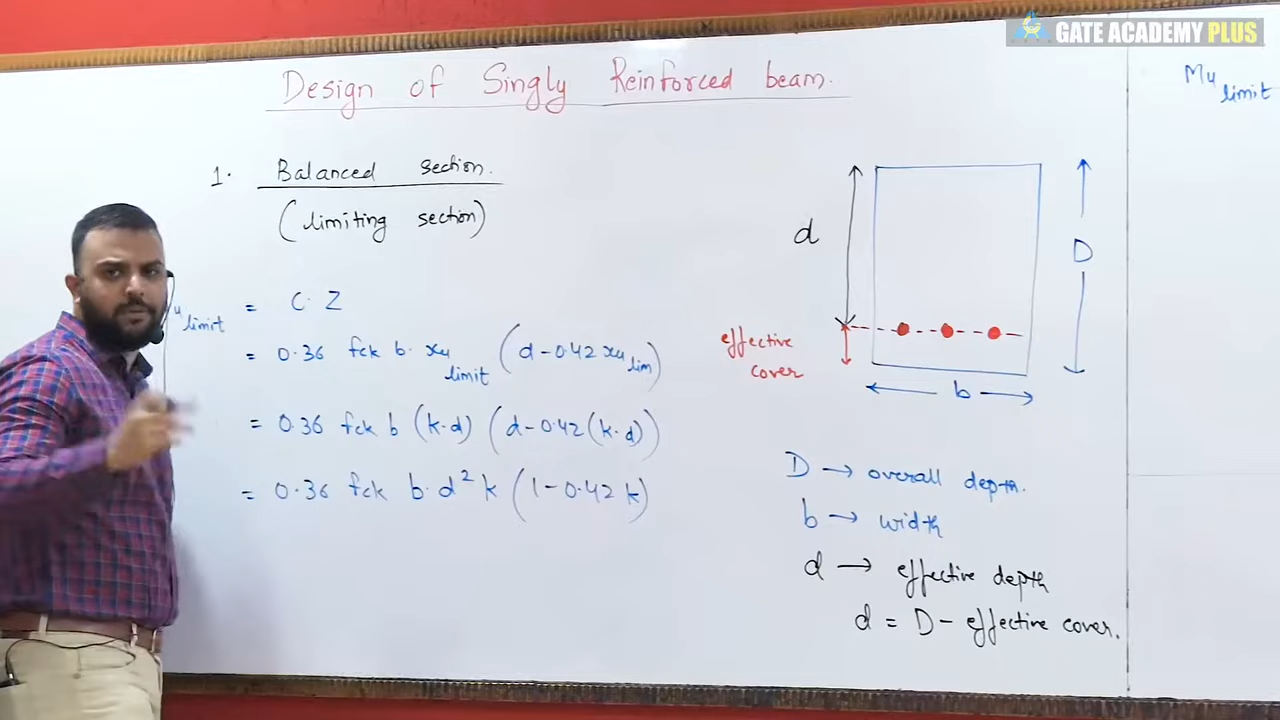 GATE ACADEMY PLUS
Design of Singly Reinforced beam.
Mu limit
1. Balanced section.
(limiting section)
u limit = C. Z
= 0.36 fck b. xu limit (d-0.42 xu lim)
= 0.36 fck b (k.d) (d-0.42(k.d))
= 0.36 fck b.d² k (1-0.42 k)
d
D
effective
cover
b
D → overall depth.
b → width
d → effective depth
d = D - effective cover.